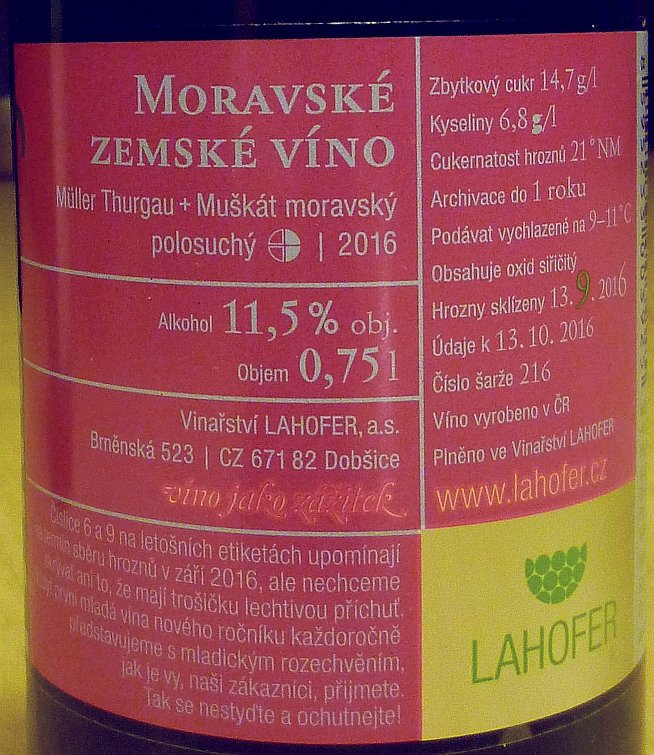 MORAVSKÉ
ZEMSKÉ VÍNO
Müller Thurgau + Muškát moravský
polosuchý | 2016
Alkohol 11,5 % obj.
Objem 0,75 l
Vinařství LAHOFER, a.s.
Brněnská 523 | CZ 671 82 Dobšice
víno jako zážitek
Číslice 6 a 9 na letošních etiketách upomínají
na termín sběru hroznů v září 2016, ale nechceme
skrývat ani to, že mají trošičku lechtivou příchuť.
první mladá vína nového ročníku každoročně
představujeme s mladickým rozechvěním,
jak je vy, naši zákazníci, přijmete.
Tak se nestyďte a ochutnejte!
Zbytkový cukr 14,7 g/l
Kyseliny 6,8 g/l
Cukernatost hroznů 21°NM
Archivace do 1 roku
Podávat vychlazené na 9–11°C
Obsahuje oxid siřičitý
Hrozny sklízeny 13. 9. 2016
Údaje k 13. 10. 2016
Číslo šarže 216
Víno vyrobeno v ČR
Plněno ve Vinařství LAHOFER
www.lahofer.cz
LAHOFER